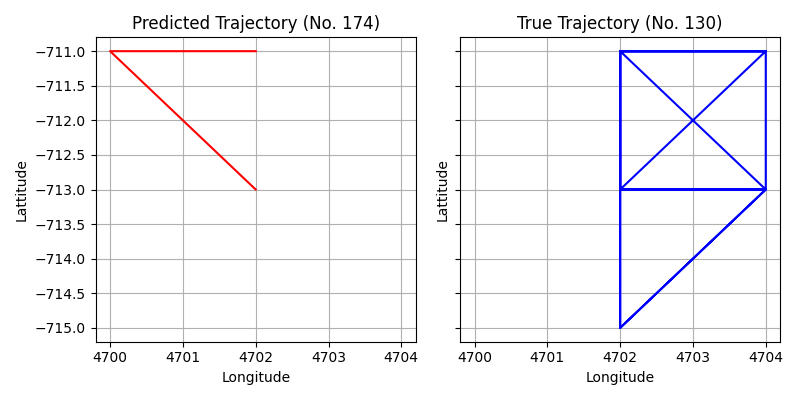 Predicted Trajectory (No. 174)
Lattitude
−711.0
−711.5
−712.0
−712.5
−713.0
−713.5
−714.0
−714.5
−715.0
4700 4701 4702 4703 4704
Longitude
True Trajectory (No. 130)
Lattitude
4700 4701 4702 4703 4704
Longitude